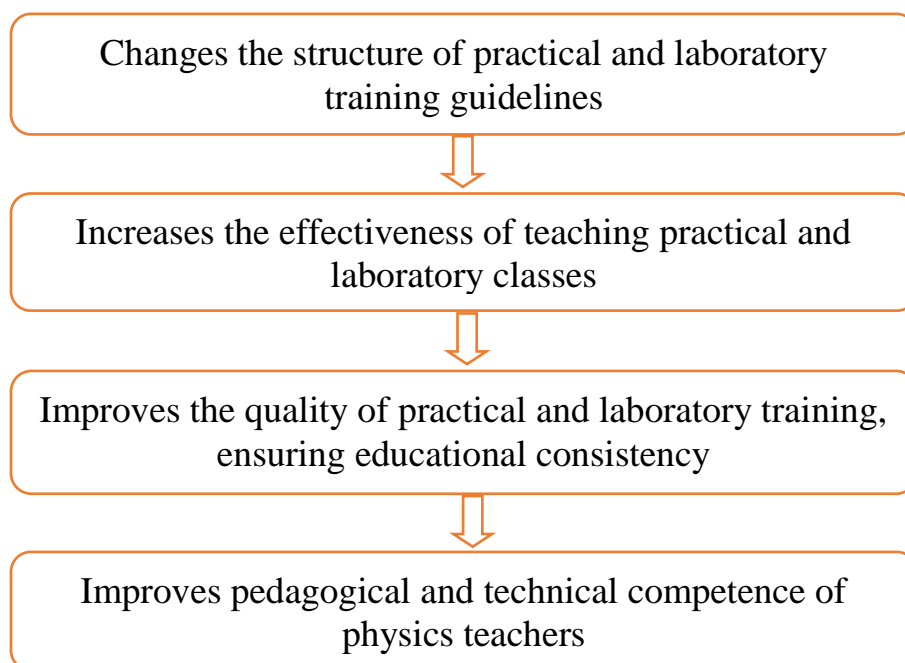 Changes the structure of practical and laboratory
training guidelines
Increases the effectiveness of teaching practical and
laboratory classes
Improves the quality of practical and laboratory training,
ensuring educational consistency
Improves pedagogical and technical competence of
physics teachers